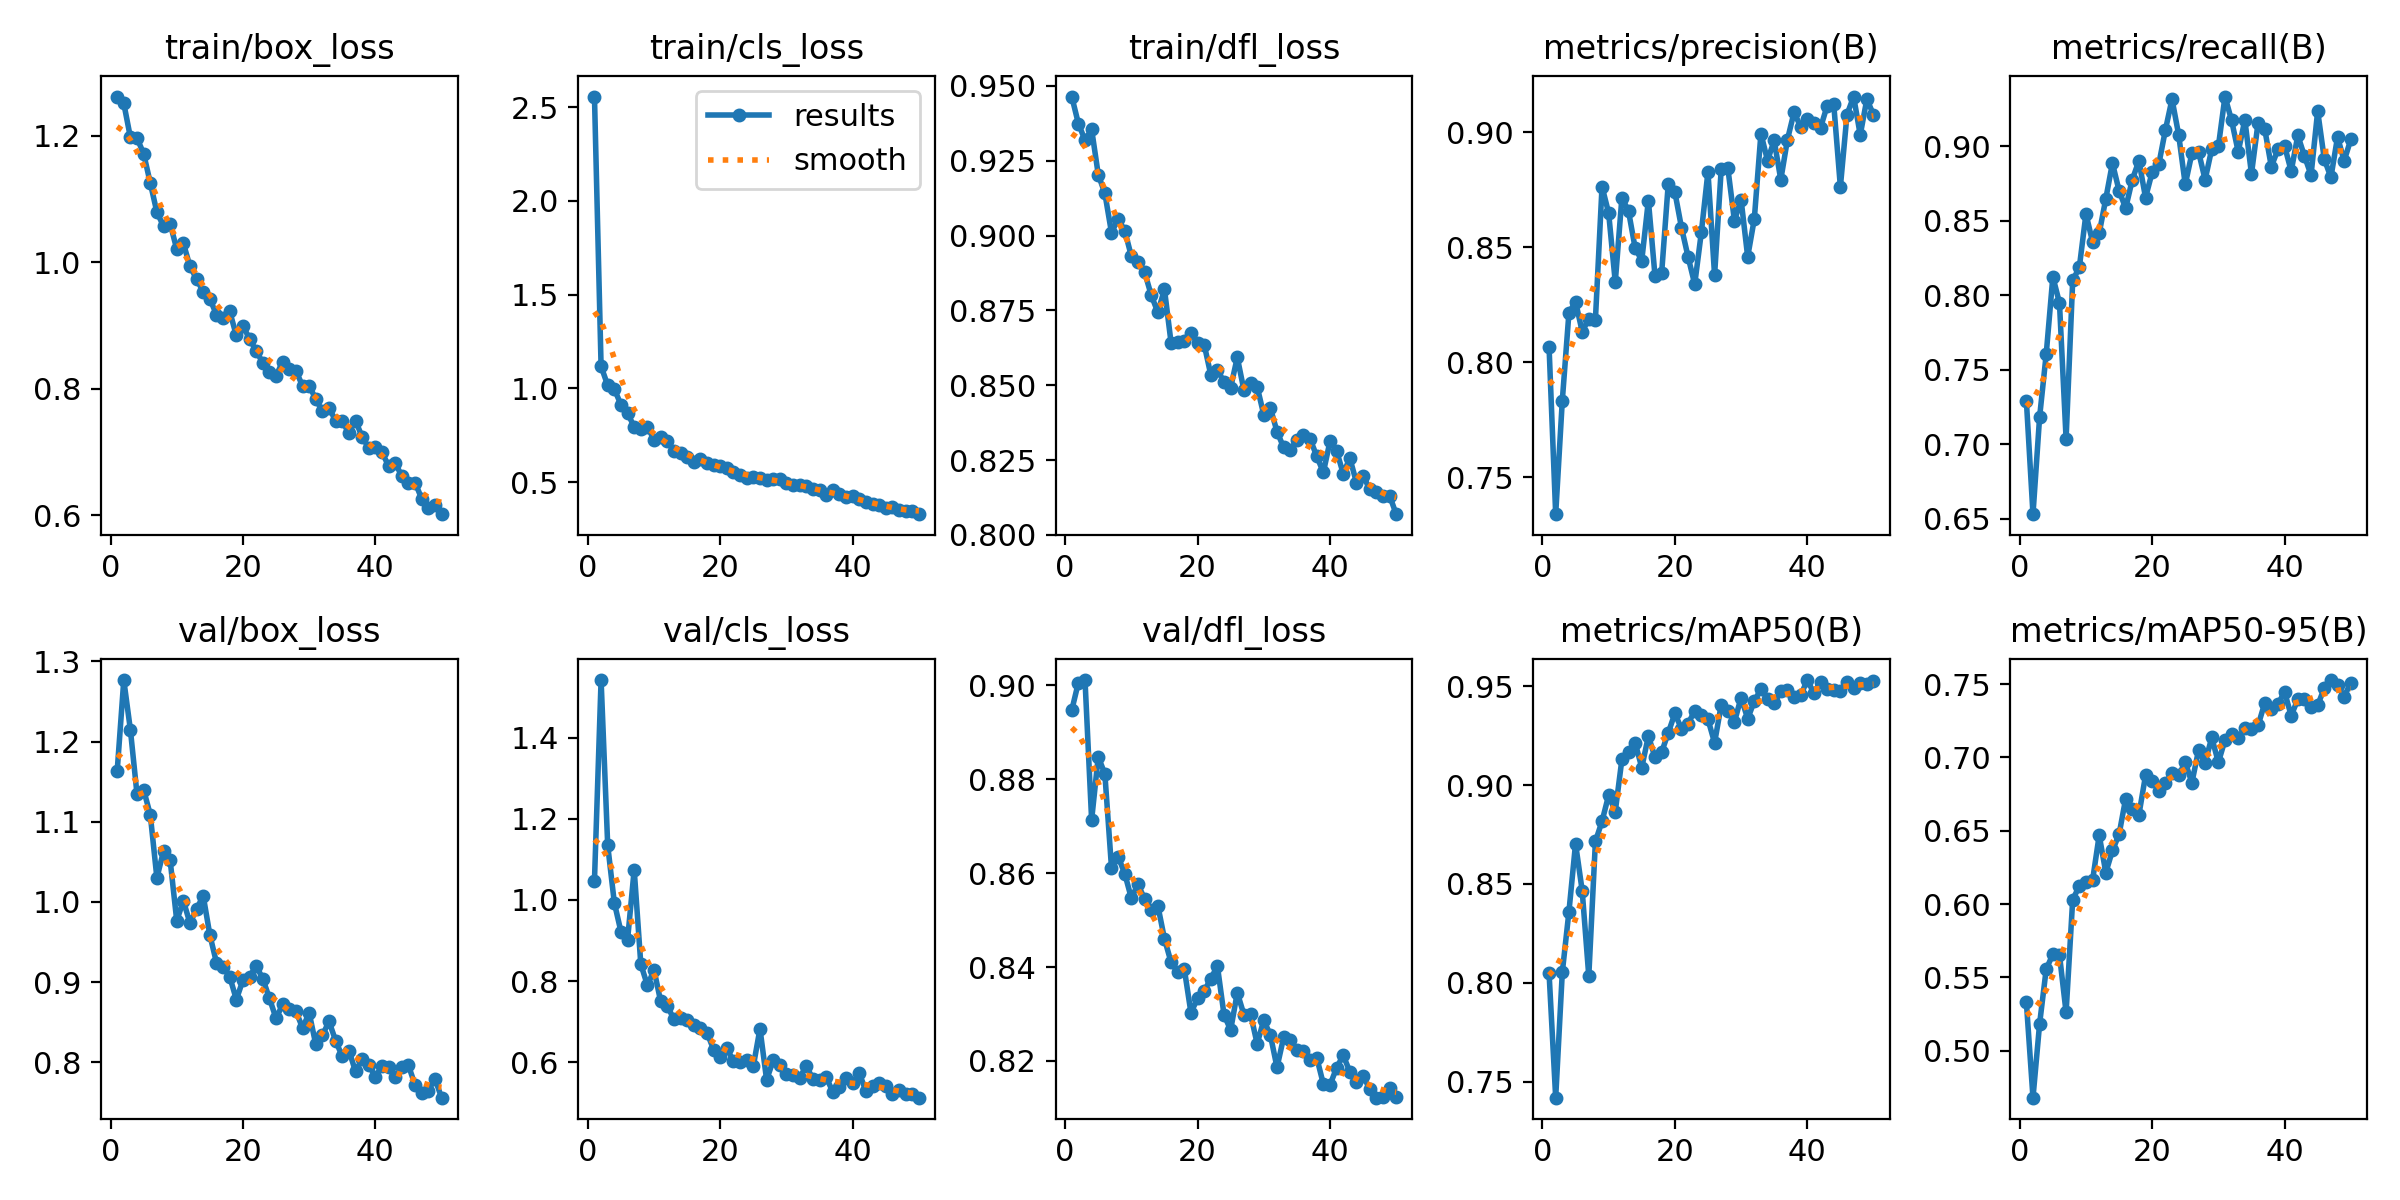 train/box_loss
1.2
1.0
0.8
0.6
0 20 40
train/cls_loss
results
smooth
2.5
2.0
1.5
1.0
0.5
0 20 40
train/dfl_loss
0.950
0.925
0.900
0.875
0.850
0.825
0.800
0 20 40
metrics/precision(B)
0.90
0.85
0.80
0.75
0 20 40
metrics/recall(B)
0.90
0.85
0.80
0.75
0.70
0.65
0 20 40
val/box_loss
1.3
1.2
1.1
1.0
0.9
0.8
0 20 40
val/cls_loss
1.4
1.2
1.0
0.8
0.6
0 20 40
val/dfl_loss
0.90
0.88
0.86
0.84
0.82
0 20 40
metrics/mAP50(B)
0.95
0.90
0.85
0.80
0.75
0 20 40
metrics/mAP50-95(B)
0.75
0.70
0.65
0.60
0.55
0.50
0 20 40